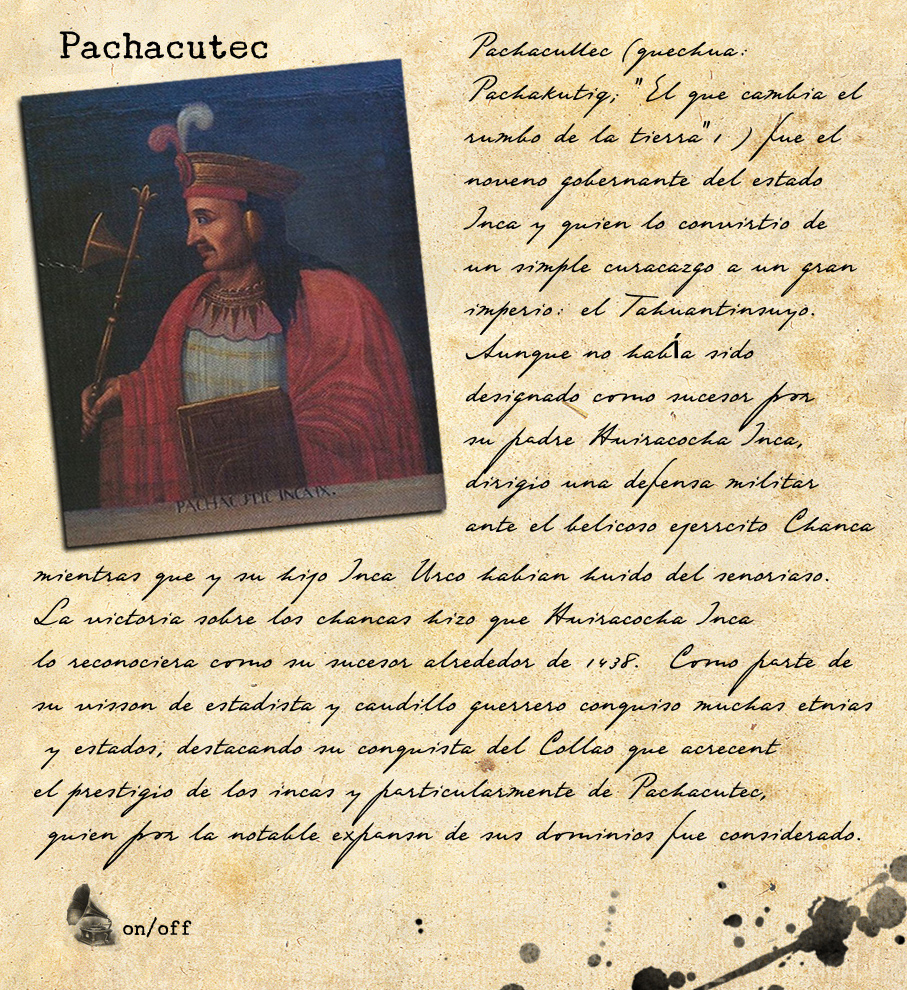 Pachacutec
Pachacutec (quechua:
Pachakutiq; "El que cambia el
rumbo de la tierra"1 ) fue el
noveno gobernante del estado
Inca y quien lo convirtio de
un simple curacazgo a un gran
imperio: el Tahuantinsuyo.
Aunque no habÍa sido
designado como sucesor por
su padre Huiracocha Inca,
dirigio una defensa militar
ante el belicoso ejerrcito Chanca
PACHACUTIC INCA IX.
mientras que y su hijo Inca Urco habian huido del senoriaso.
La victoria sobre los chancas hizo que Huiracocha Inca
lo reconociera como su sucesor alrededor de 1438. Como parte de
su visson de estadista y caudillo guerrero conquiso muchas etnias
y estados, destacando su conquista del Collao que acrecent
el prestigio de los incas y particularmente de Pachacutec,
quien por la notable expansn de sus dominios fue considerado.
on/off